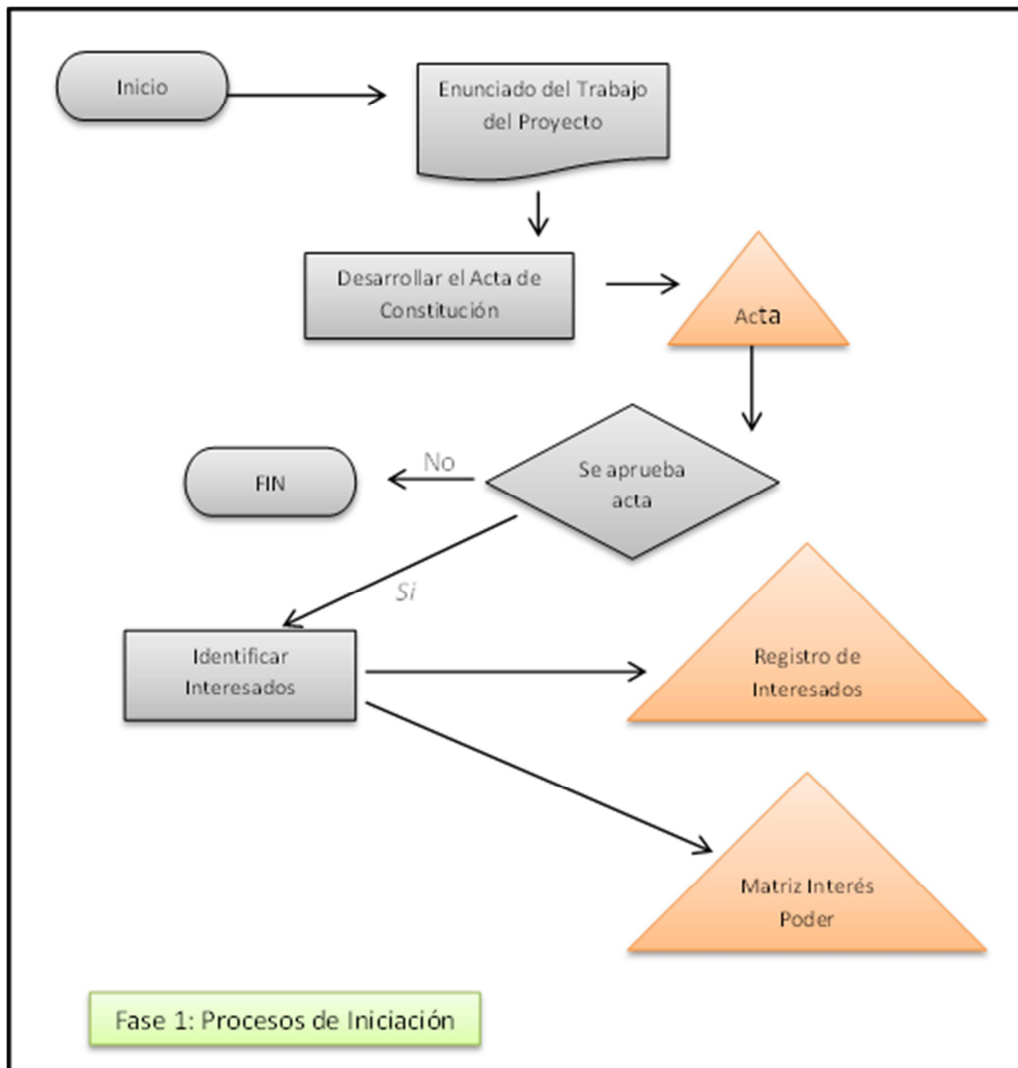 Inicio
Enunciado del Trabajo
del Proyecto
Desarrollar el Acta de
Constitución
Acta
Se aprueba
acta
No
FIN
Si
Identificar
Interesados
Registro de
Interesados
Matriz Interés
Poder
Fase 1: Procesos de Iniciación